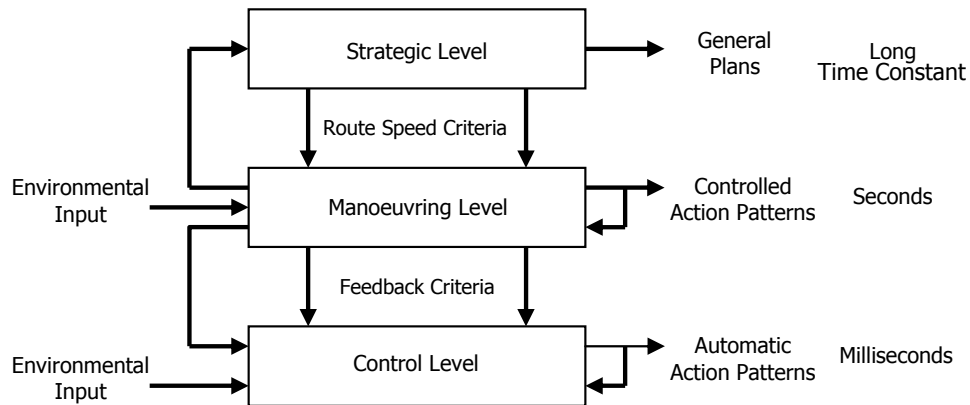 Strategic Level
General
Plans
Long
Time Constant
Route Speed Criteria
Environmental
Input
Manoeuvring Level
Controlled
Action Patterns
Seconds
Feedback Criteria
Environmental
Input
Control Level
Automatic
Action Patterns
Milliseconds